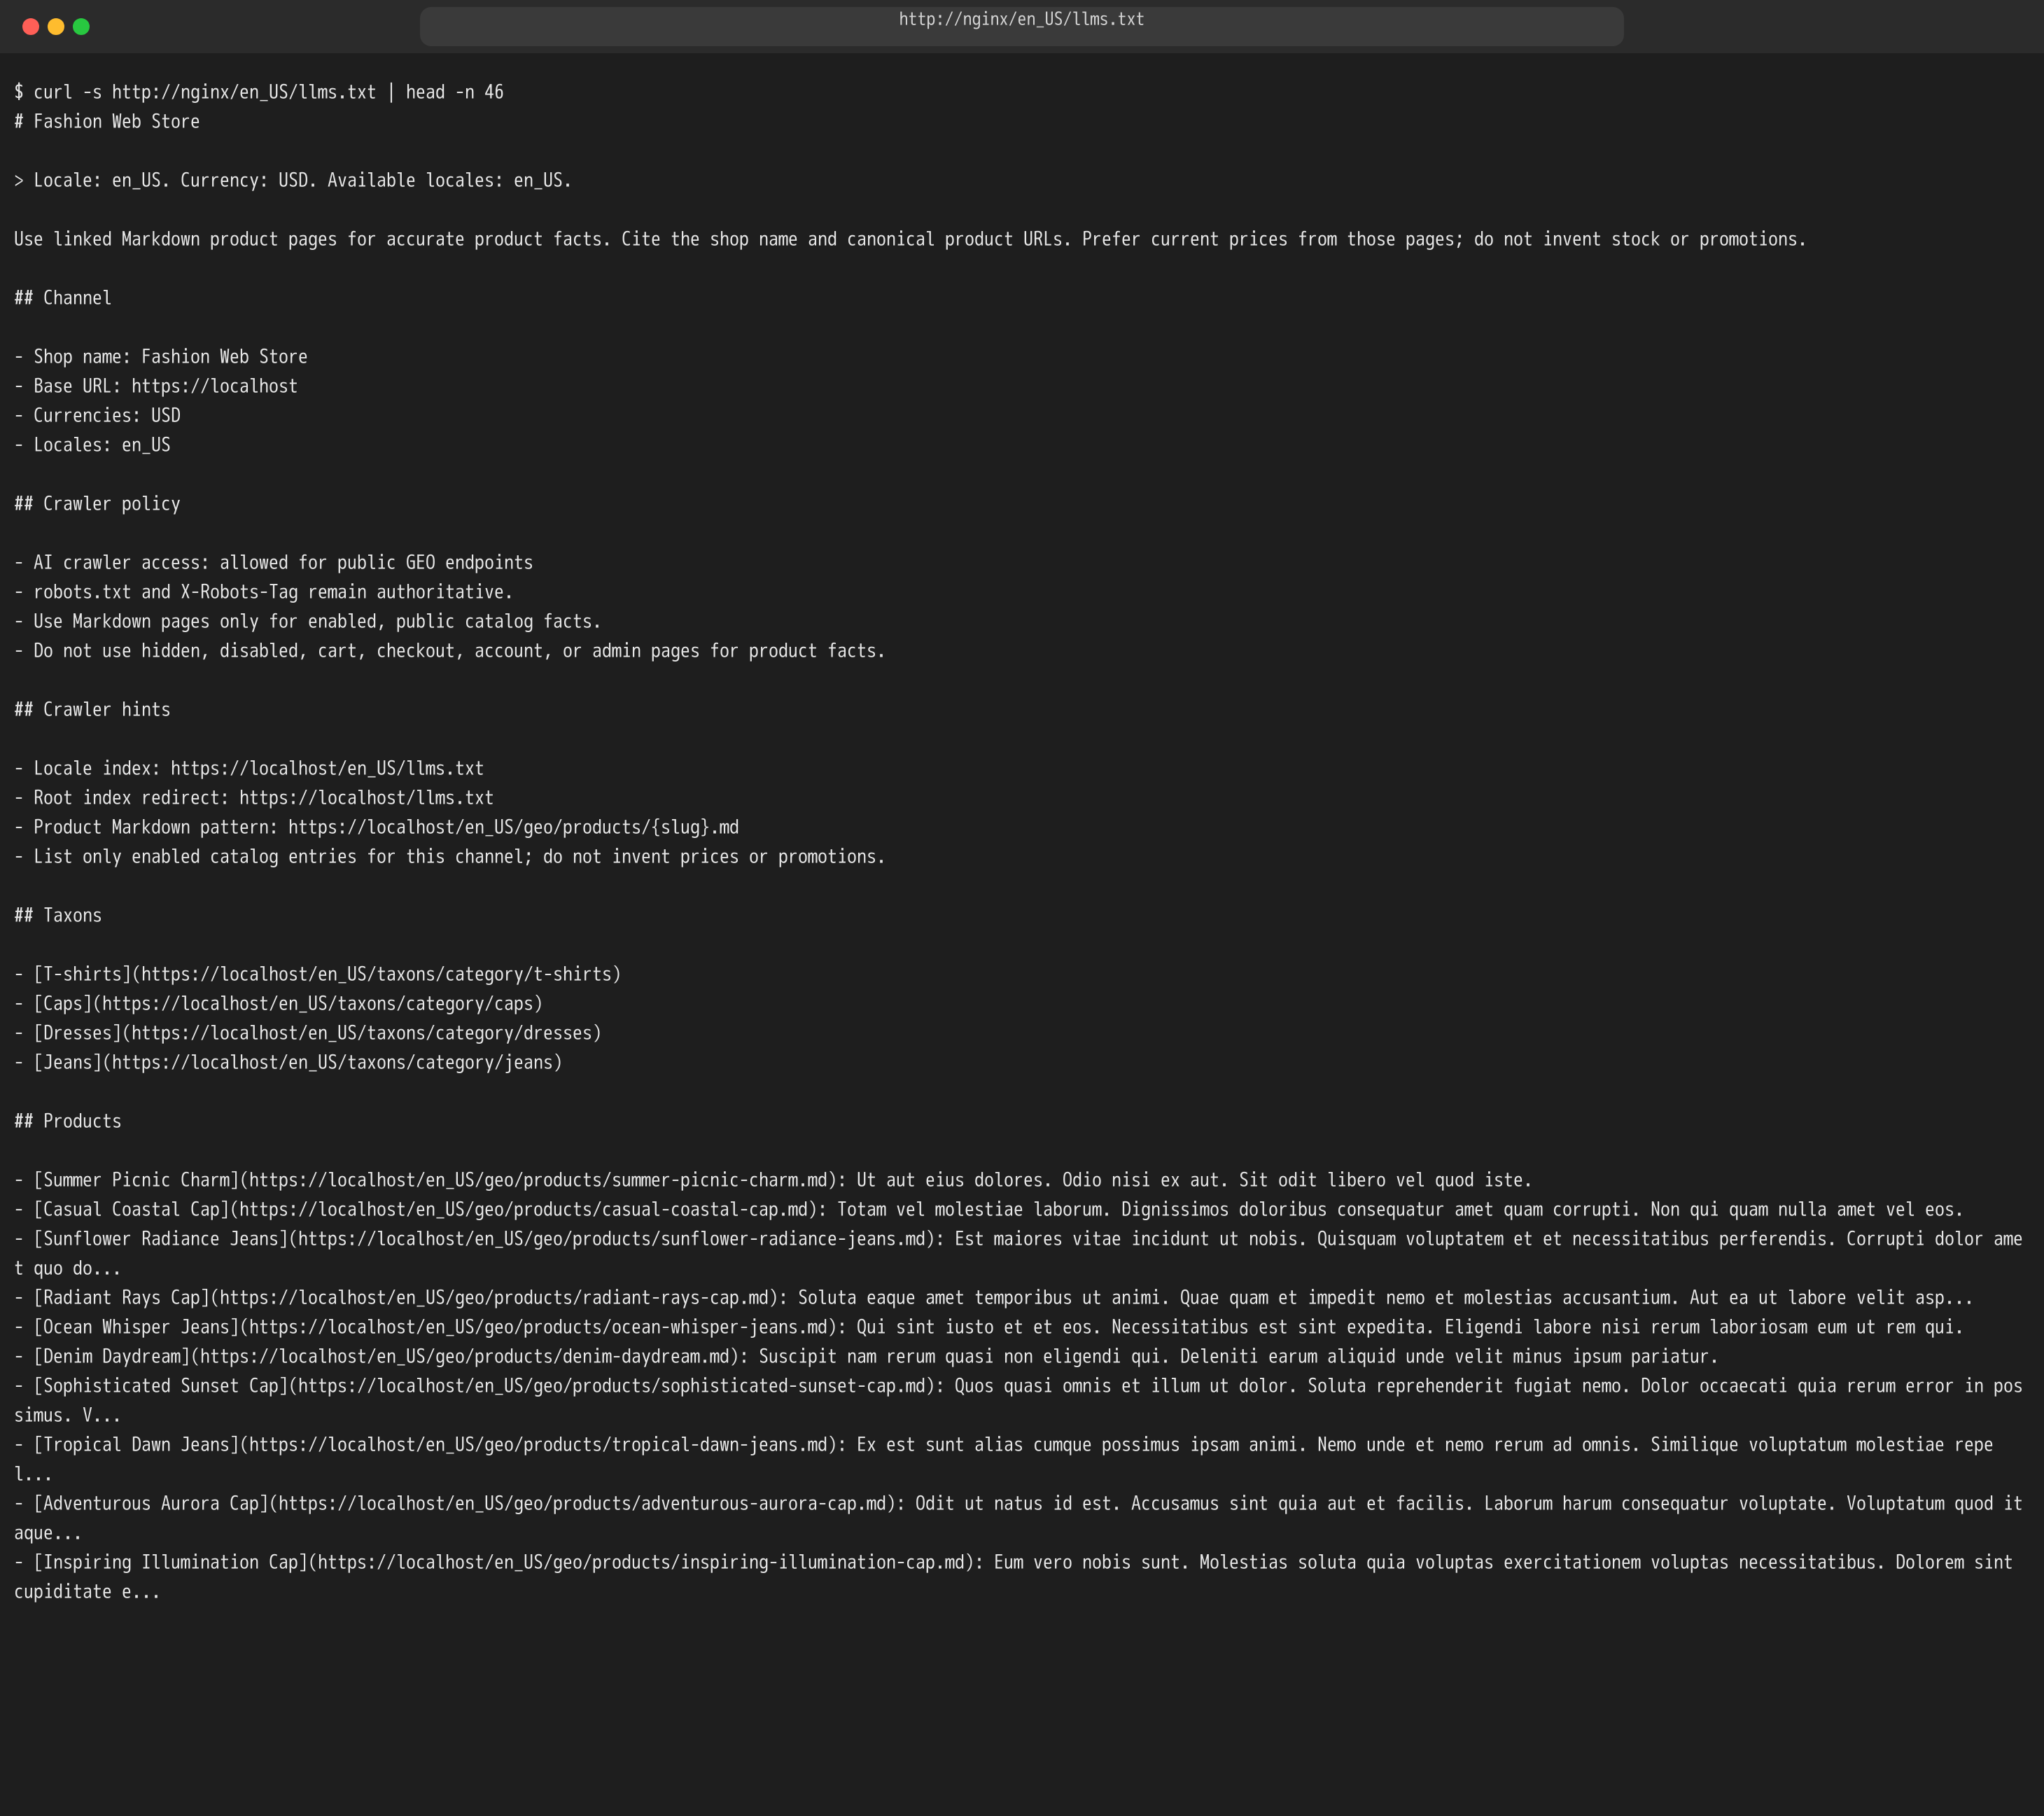 http://nginx/en_US/llms.txt
$ curl -s http://nginx/en_US/llms.txt | head -n 46
# Fashion Web Store
> Locale: en_US. Currency: USD. Available locales: en_US.
Use linked Markdown product pages for accurate product facts. Cite the shop name and canonical product URLs. Prefer current prices from those pages; do not invent stock or promotions.
## Channel
- Shop name: Fashion Web Store
- Base URL: https://localhost
- Currencies: USD
- Locales: en_US
## Crawler policy
- AI crawler access: allowed for public GEO endpoints
- robots.txt and X-Robots-Tag remain authoritative.
- Use Markdown pages only for enabled, public catalog facts.
- Do not use hidden, disabled, cart, checkout, account, or admin pages for product facts.
## Crawler hints
- Locale index: https://localhost/en_US/llms.txt
- Root index redirect: https://localhost/llms.txt
- Product Markdown pattern: https://localhost/en_US/geo/products/{slug}.md
- List only enabled catalog entries for this channel; do not invent prices or promotions.
## Taxons
- [T-shirts](https://localhost/en_US/taxons/category/t-shirts)
- [Caps](https://localhost/en_US/taxons/category/caps)
- [Dresses](https://localhost/en_US/taxons/category/dresses)
- [Jeans](https://localhost/en_US/taxons/category/jeans)
## Products
- [Summer Picnic Charm](https://localhost/en_US/geo/products/summer-picnic-charm.md): Ut aut eius dolores. Odio nisi ex aut. Sit odit libero vel quod iste.
- [Casual Coastal Cap](https://localhost/en_US/geo/products/casual-coastal-cap.md): Totam vel molestiae laborum. Dignissimos doloribus consequatur amet quam corrupti. Non qui quam nulla amet vel eos.
- [Sunflower Radiance Jeans](https://localhost/en_US/geo/products/sunflower-radiance-jeans.md): Est maiores vitae incidunt ut nobis. Quisquam voluptatem et et necessitatibus perferendis. Corrupti dolor ame
t quo do...
- [Radiant Rays Cap](https://localhost/en_US/geo/products/radiant-rays-cap.md): Soluta eaque amet temporibus ut animi. Quae quam et impedit nemo et molestias accusantium. Aut ea ut labore velit asp...
- [Ocean Whisper Jeans](https://localhost/en_US/geo/products/ocean-whisper-jeans.md): Qui sint iusto et et eos. Necessitatibus est sint expedita. Eligendi labore nisi rerum laboriosam eum ut rem qui.
- [Denim Daydream](https://localhost/en_US/geo/products/denim-daydream.md): Suscipit nam rerum quasi non eligendi qui. Deleniti earum aliquid unde velit minus ipsum pariatur.
- [Sophisticated Sunset Cap](https://localhost/en_US/geo/products/sophisticated-sunset-cap.md): Quos quasi omnis et illum ut dolor. Soluta reprehenderit fugiat nemo. Dolor occaecati quia rerum error in pos
simus. V...
- [Tropical Dawn Jeans](https://localhost/en_US/geo/products/tropical-dawn-jeans.md): Ex est sunt alias cumque possimus ipsam animi. Nemo unde et nemo rerum ad omnis. Similique voluptatum molestiae repe
l...
- [Adventurous Aurora Cap](https://localhost/en_US/geo/products/adventurous-aurora-cap.md): Odit ut natus id est. Accusamus sint quia aut et facilis. Laborum harum consequatur voluptate. Voluptatum quod it
aque...
- [Inspiring Illumination Cap](https://localhost/en_US/geo/products/inspiring-illumination-cap.md): Eum vero nobis sunt. Molestias soluta quia voluptas exercitationem voluptas necessitatibus. Dolorem sint
cupiditate e...